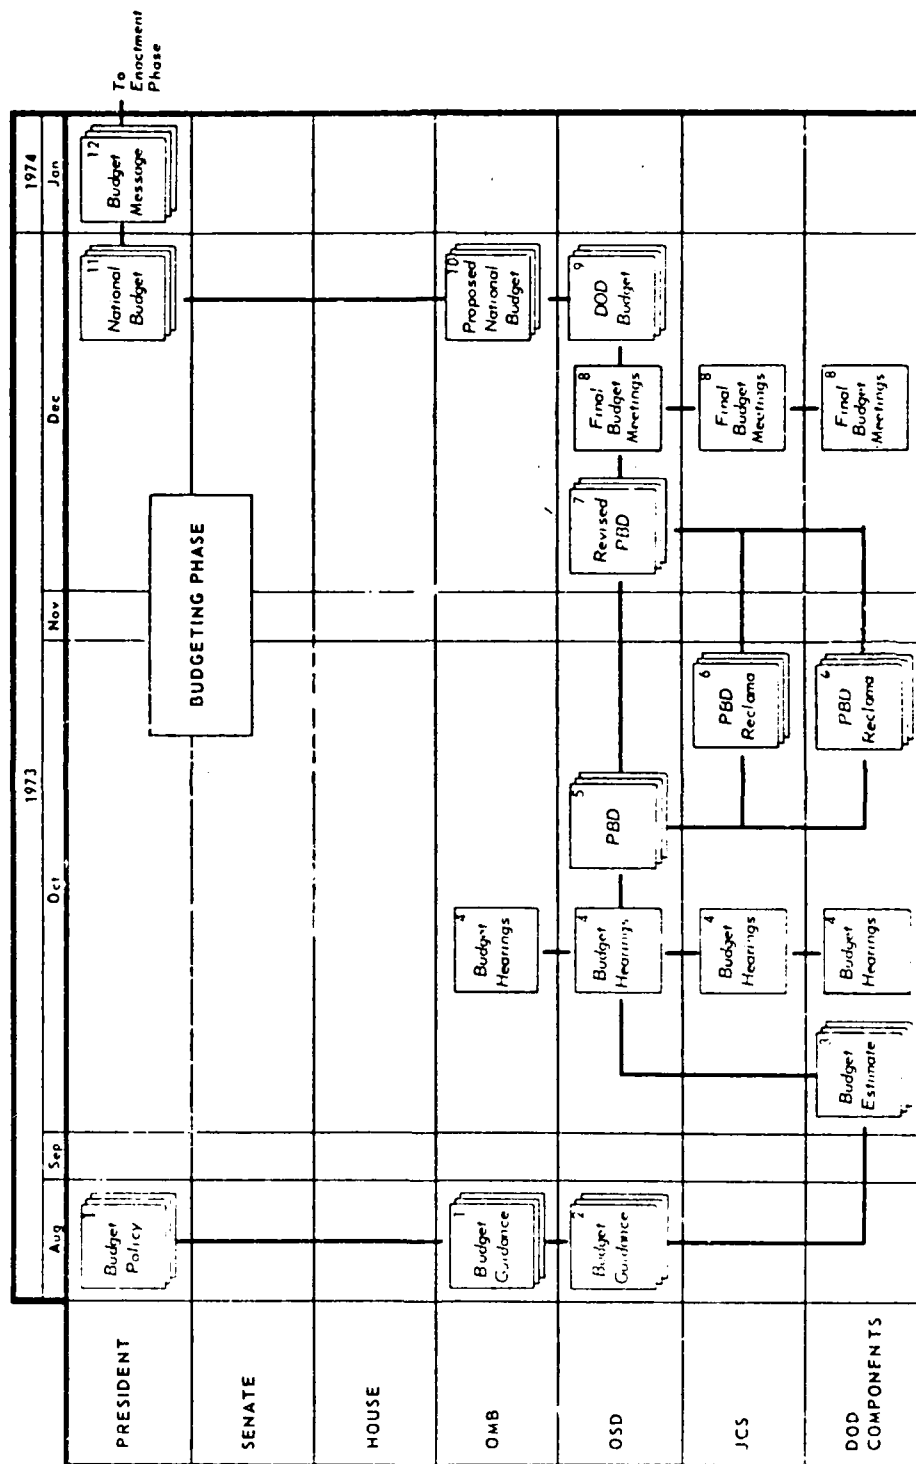 1973
1974
Aug
Sep
Oct
Nov
Dec
Jan
PRESIDENT
1
Budget
Policy
BUDGETING PHASE
11
National
Budget
12
Budget
Message
To
Enactment
Phase
SENATE
HOUSE
OMB
1
Budget
Guidance
4
Budget
Hearings
10
Proposed
National
Budget
OSD
2
Budget
Guidance
4
Budget
Hearings
5
PBD
7
Revised
PBD
8
Final
Budget
Meetings
9
DOD
Budget
JCS
4
Budget
Hearings
6
PBD
Reclama
8
Final
Budget
Meetings
DOD
COMPONENTS
3
Budget
Estimate
4
Budget
Hearings
6
PBD
Reclama
8
Final
Budget
Meetings